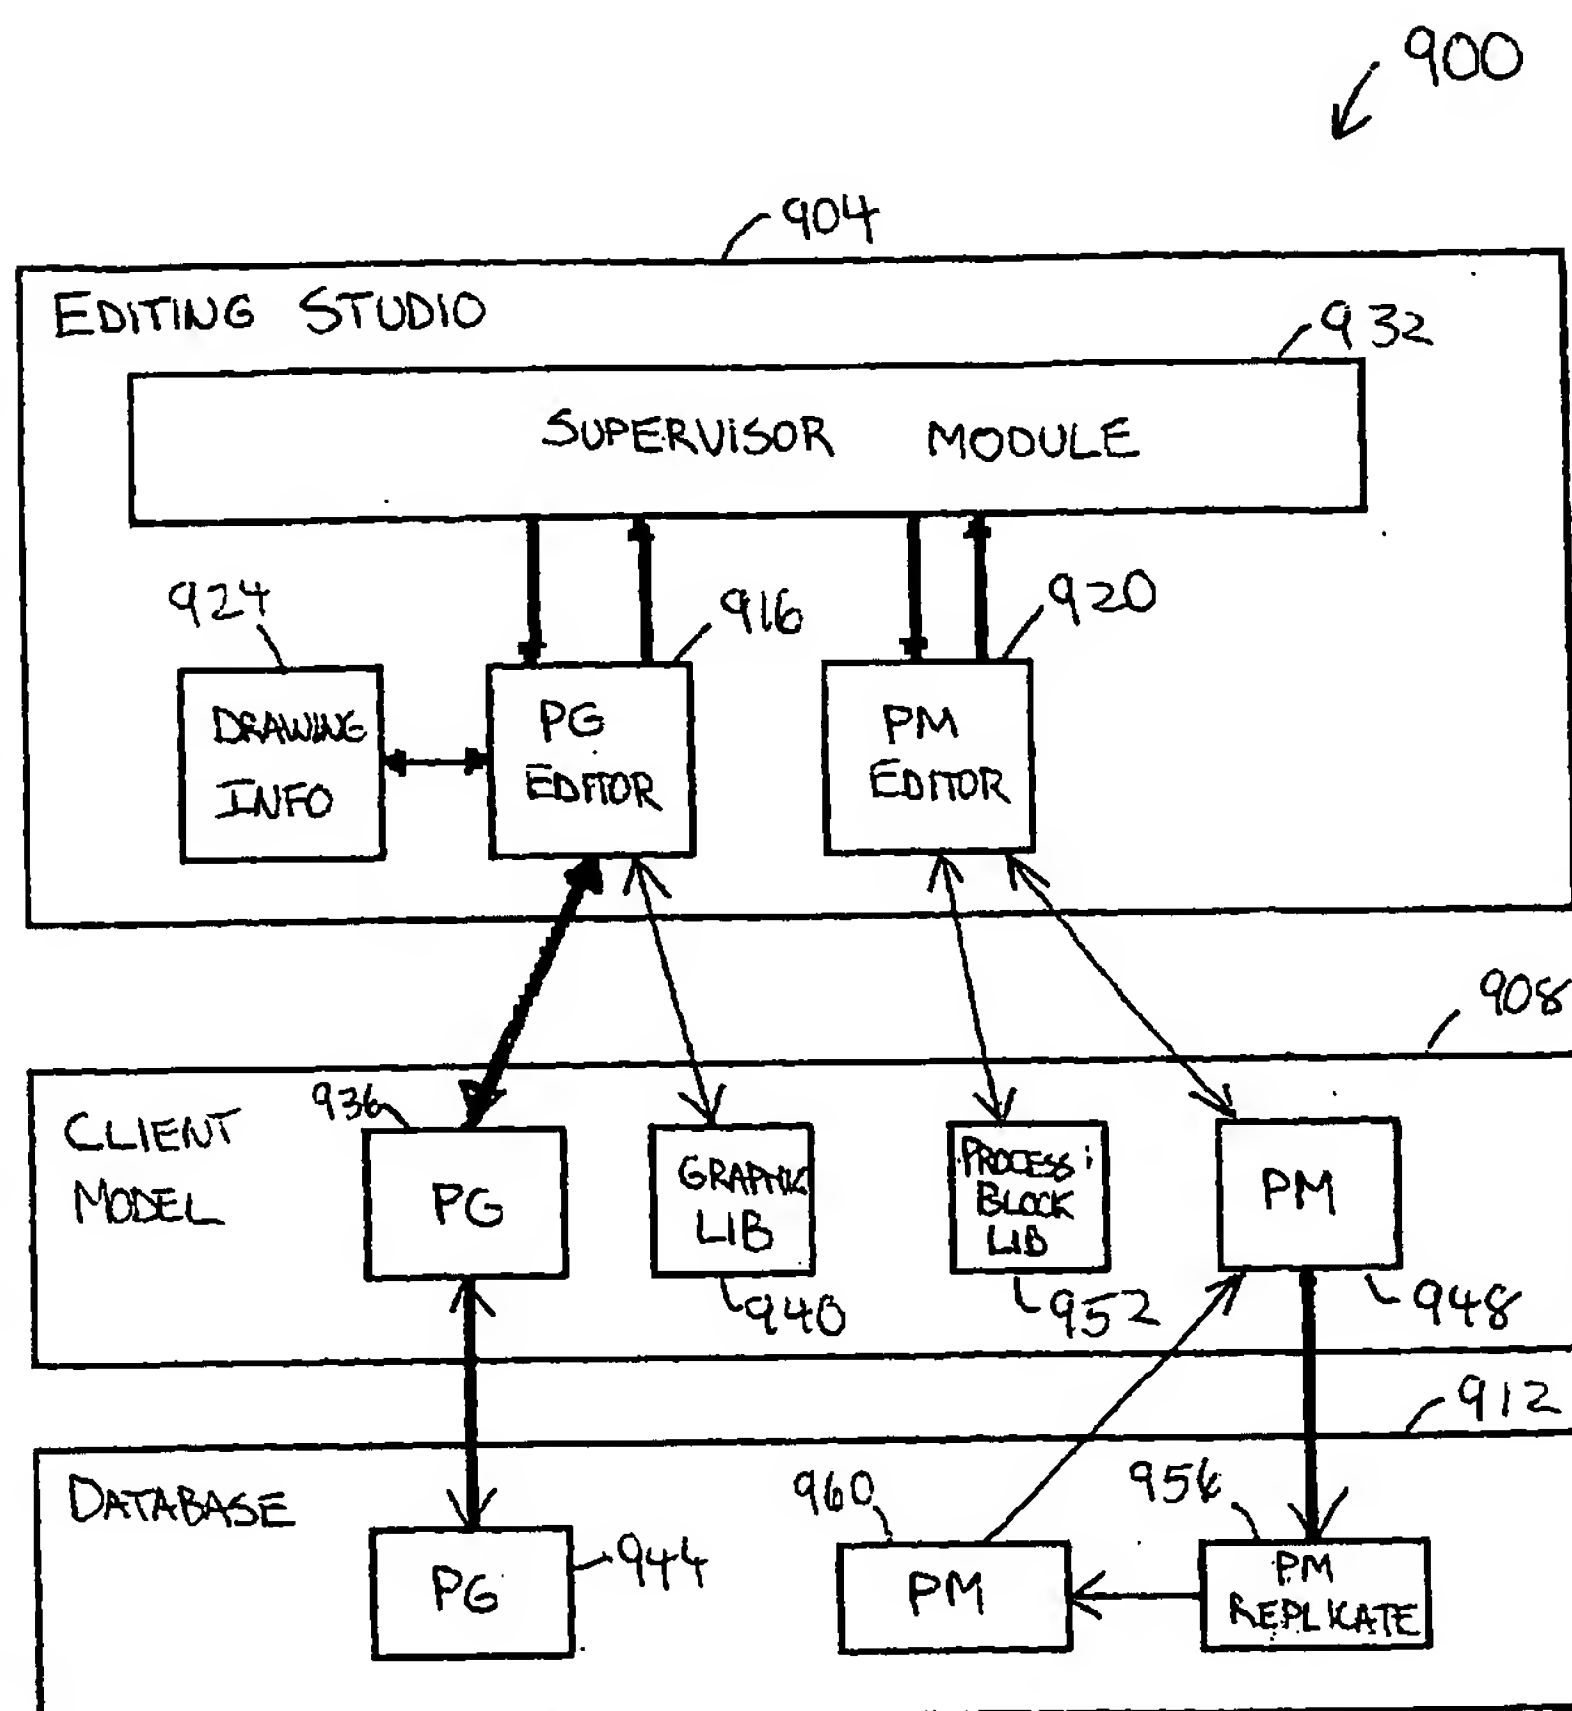 900
904
EDITING STUDIO
932
SUPERVISOR MODULE
924
916
920
DRAWING
INFO
PG
EDITOR
PM
EDITOR
908
CLIENT
MODEL
936
PG
GRAPHIC
LIB
940
PROCESS
BLOCK
LIB
952
PM
948
912
DATABASE
PG
944
960
PM
956
PM
REPLICATE